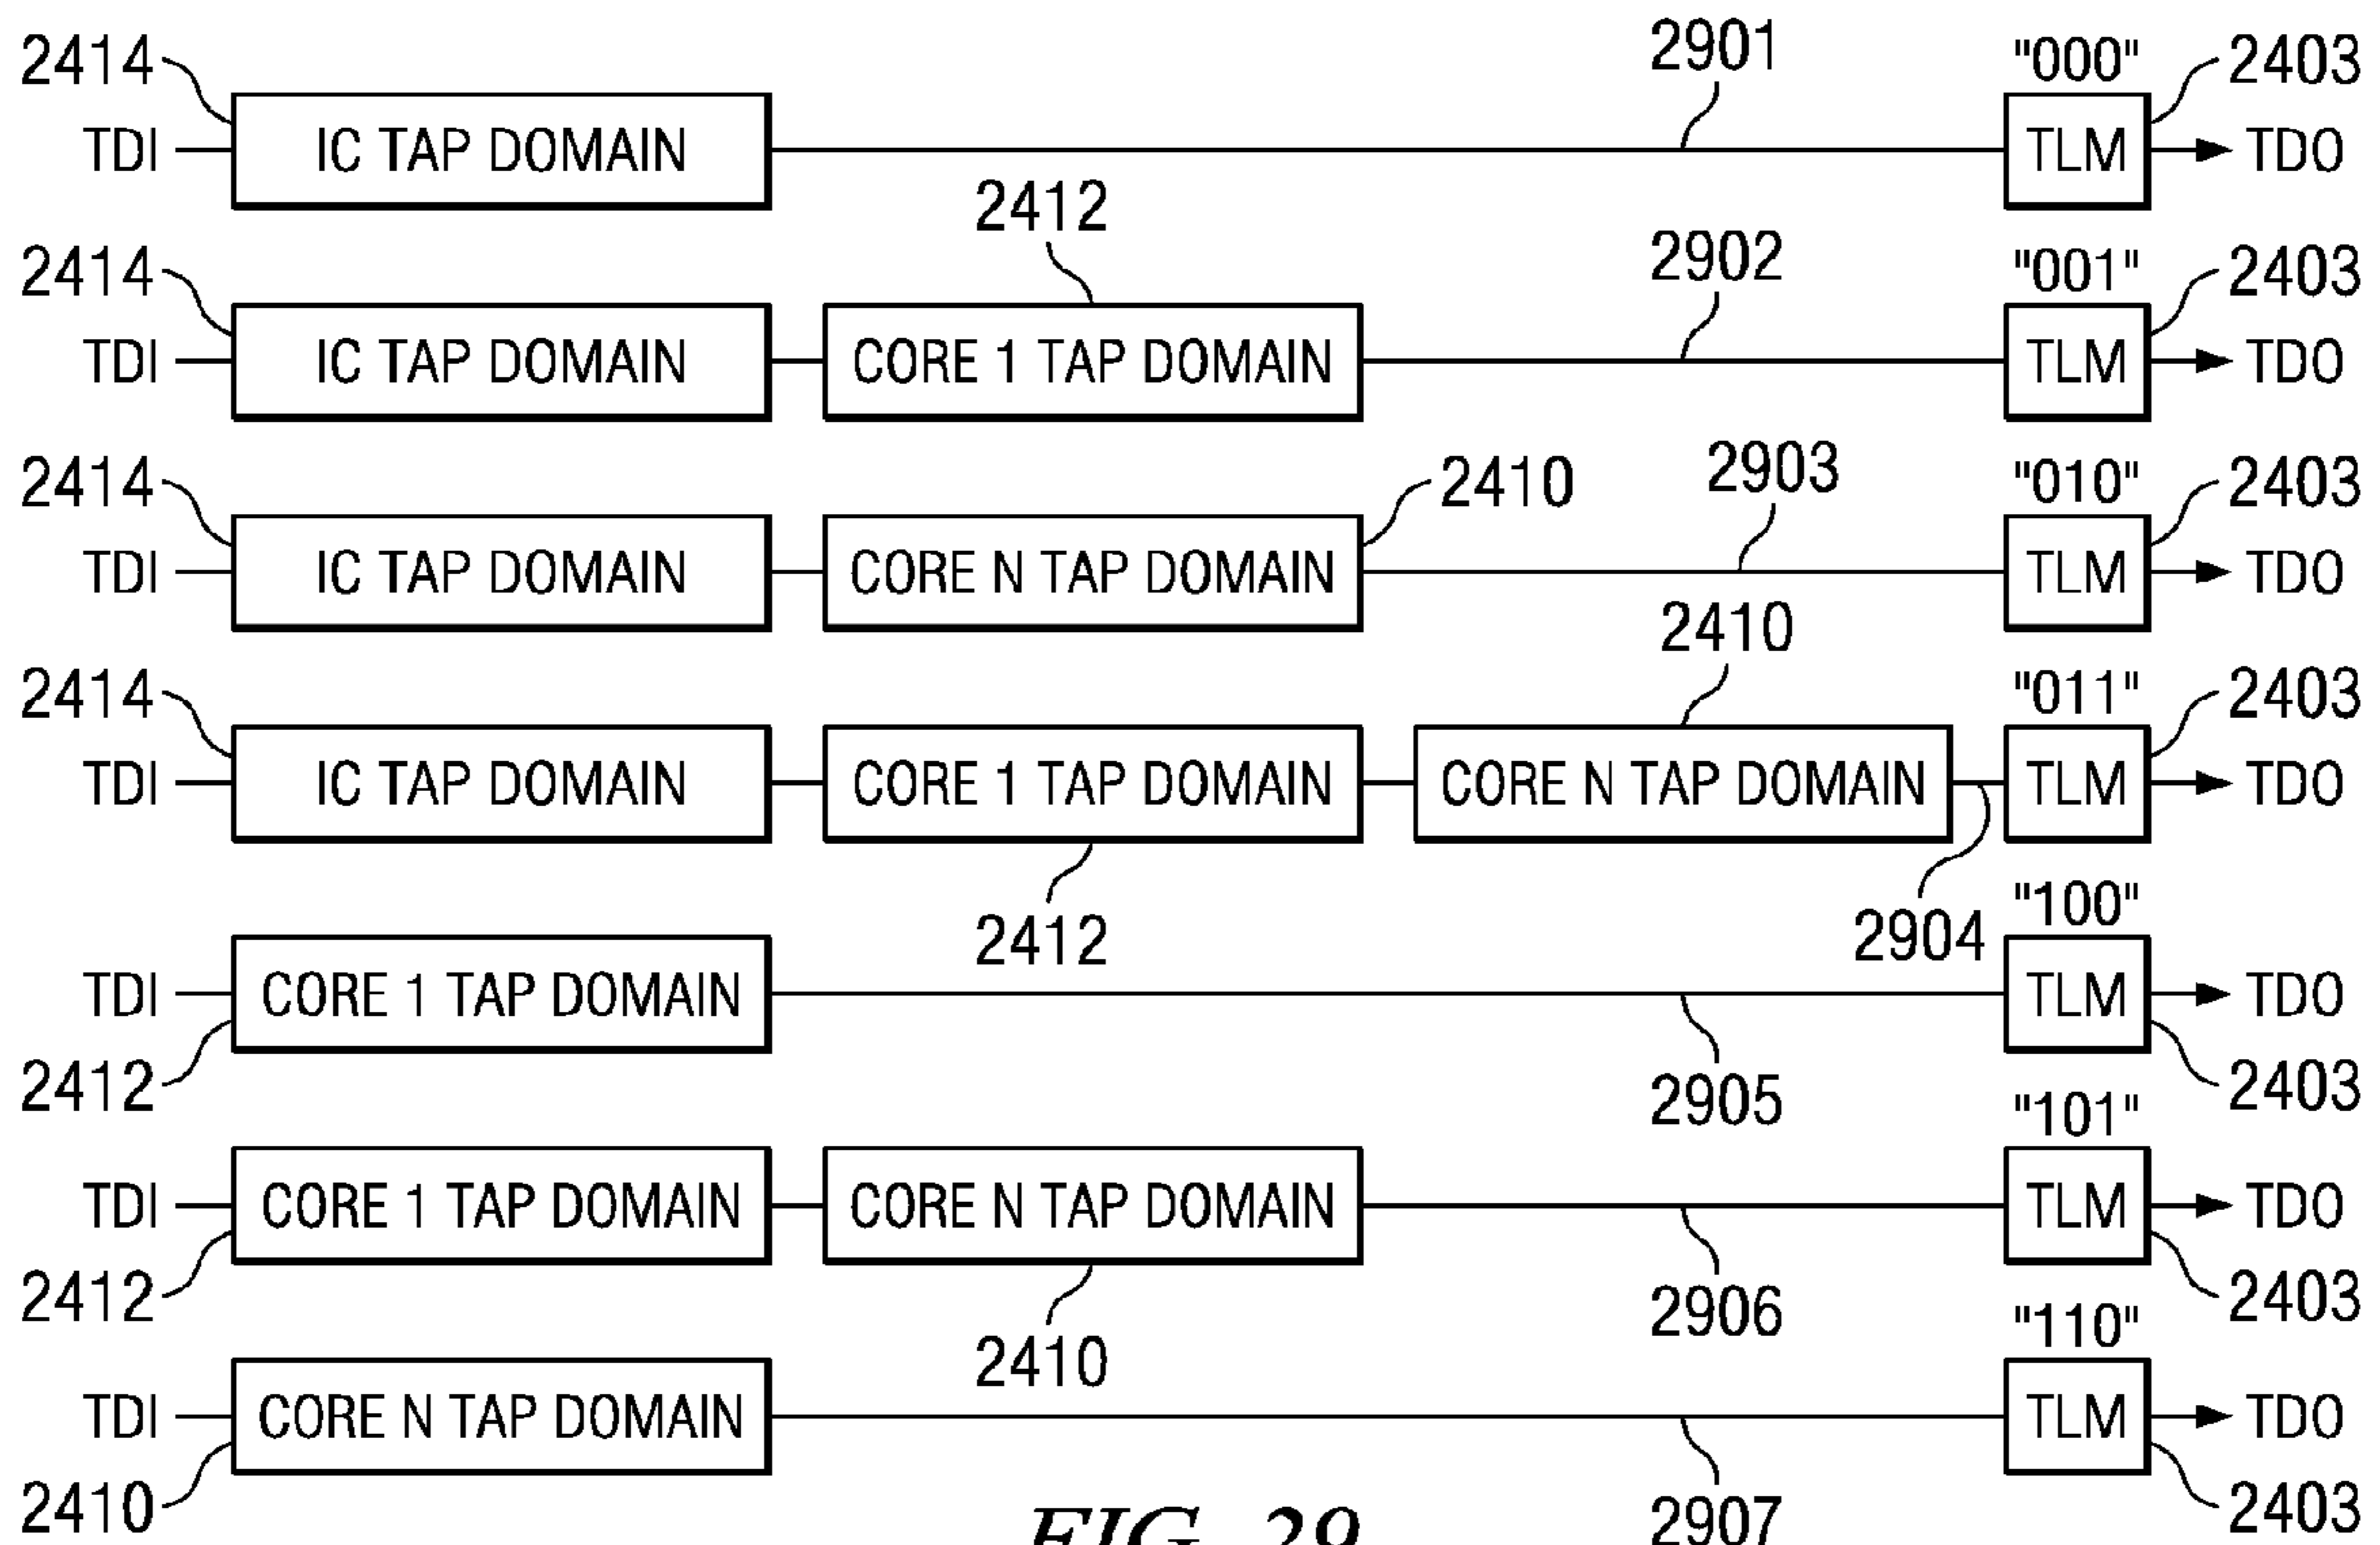 2414 2901 "000" 2403
TDI IC TAP DOMAIN TLM TDO
2412
2414 2902 "001" 2403
TDI IC TAP DOMAIN CORE 1 TAP DOMAIN TLM TDO
2414 2410 2903 "010" 2403
TDI IC TAP DOMAIN CORE N TAP DOMAIN TLM TDO
2410
2414 "011" 2403
TDI IC TAP DOMAIN CORE 1 TAP DOMAIN CORE N TAP DOMAIN TLM TDO
2412 2904 "100"
TDI CORE 1 TAP DOMAIN TLM TDO
2412 2905 2403
"101"
TDI CORE 1 TAP DOMAIN CORE N TAP DOMAIN TLM TDO
2412 2906 2403
2410 "110"
TDI CORE N TAP DOMAIN TLM TDO
2410 2907 2403
FIG. 29